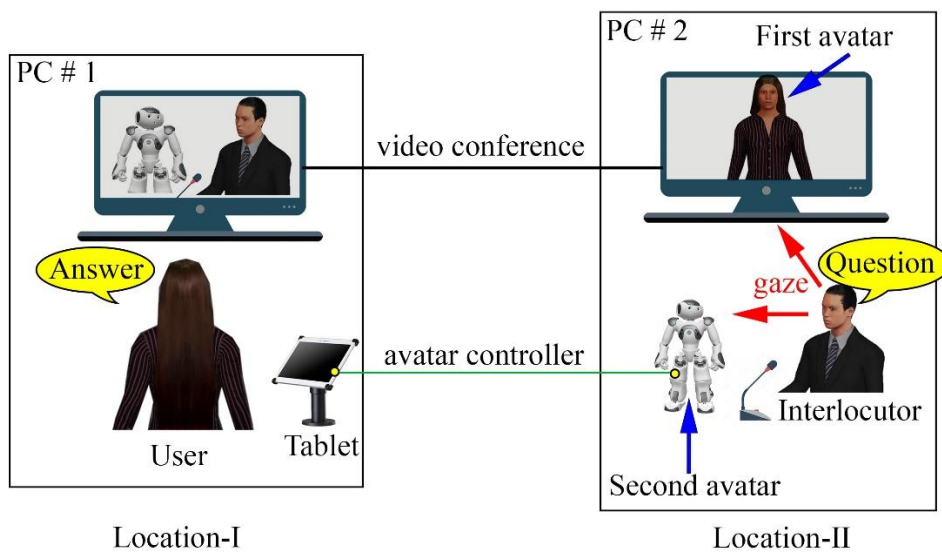 PC # 1
PC # 2
First avatar
video conference
Answer
Question
gaze
avatar controller
User
Tablet
Interlocutor
Second avatar
Location-I
Location-II